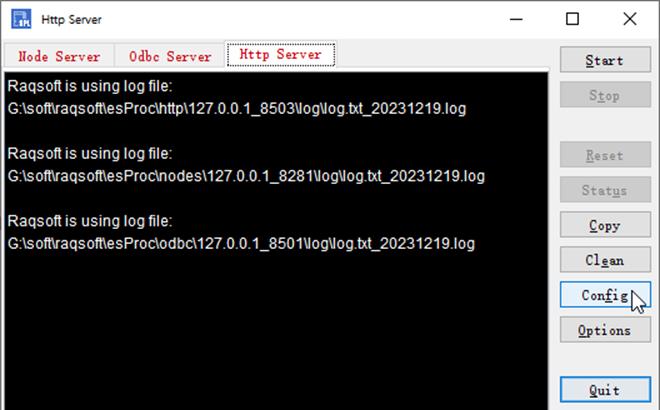 Http Server
Node Server
Odbc Server
Http Server
Raqsoft is using log file:
G:\soft\raqsoft\esProc\http\127.0.0.1_8503\log\log.txt_20231219.log
Raqsoft is using log file:
G:\soft\raqsoft\esProc\nodes\127.0.0.1_8281\log\log.txt_20231219.log
Raqsoft is using log file:
G:\soft\raqsoft\esProc\odbc\127.0.0.1_8501\log\log.txt_20231219.log
Start
Stop
Reset
Status
Copy
Clean
Config
Options
Quit